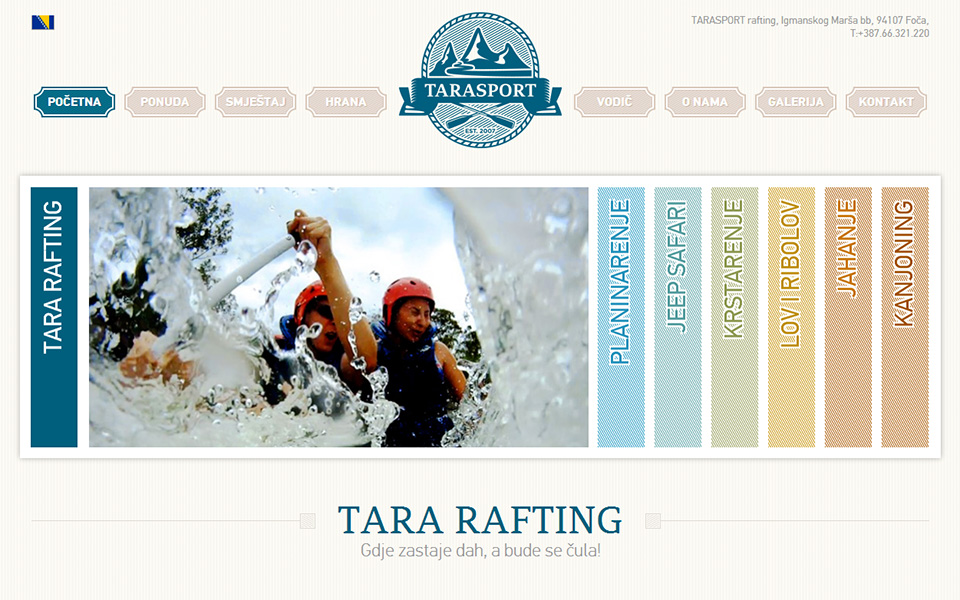 TARASPORT rafting, Igmanskog Marša bb, 94107 Foča,
T:+387.66.321.220
POČETNA
PONUDA
SMJEŠTAJ
HRANA
TARASPORT
EST. 2007.
VODIČ
O NAMA
GALERIJA
KONTAKT
TARA RAFTING
PLANINARENJE
JEEP SAFARI
KRSTARENJE
LOV I RIBOLOV
JAHANJE
KANJONING
TARA RAFTING
Gdje zastaje dah, a bude se čula!